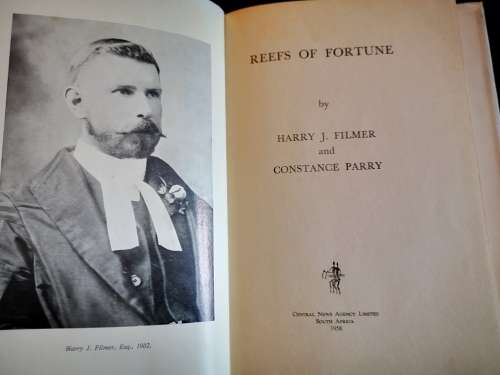 Harry J. Filmer, Esq., 1902.
REEFS OF FORTUNE
by
HARRY J. FILMER
and
CONSTANCE PARRY
CENTRAL NEWS AGENCY LIMITED
SOUTH AFRICA
1958